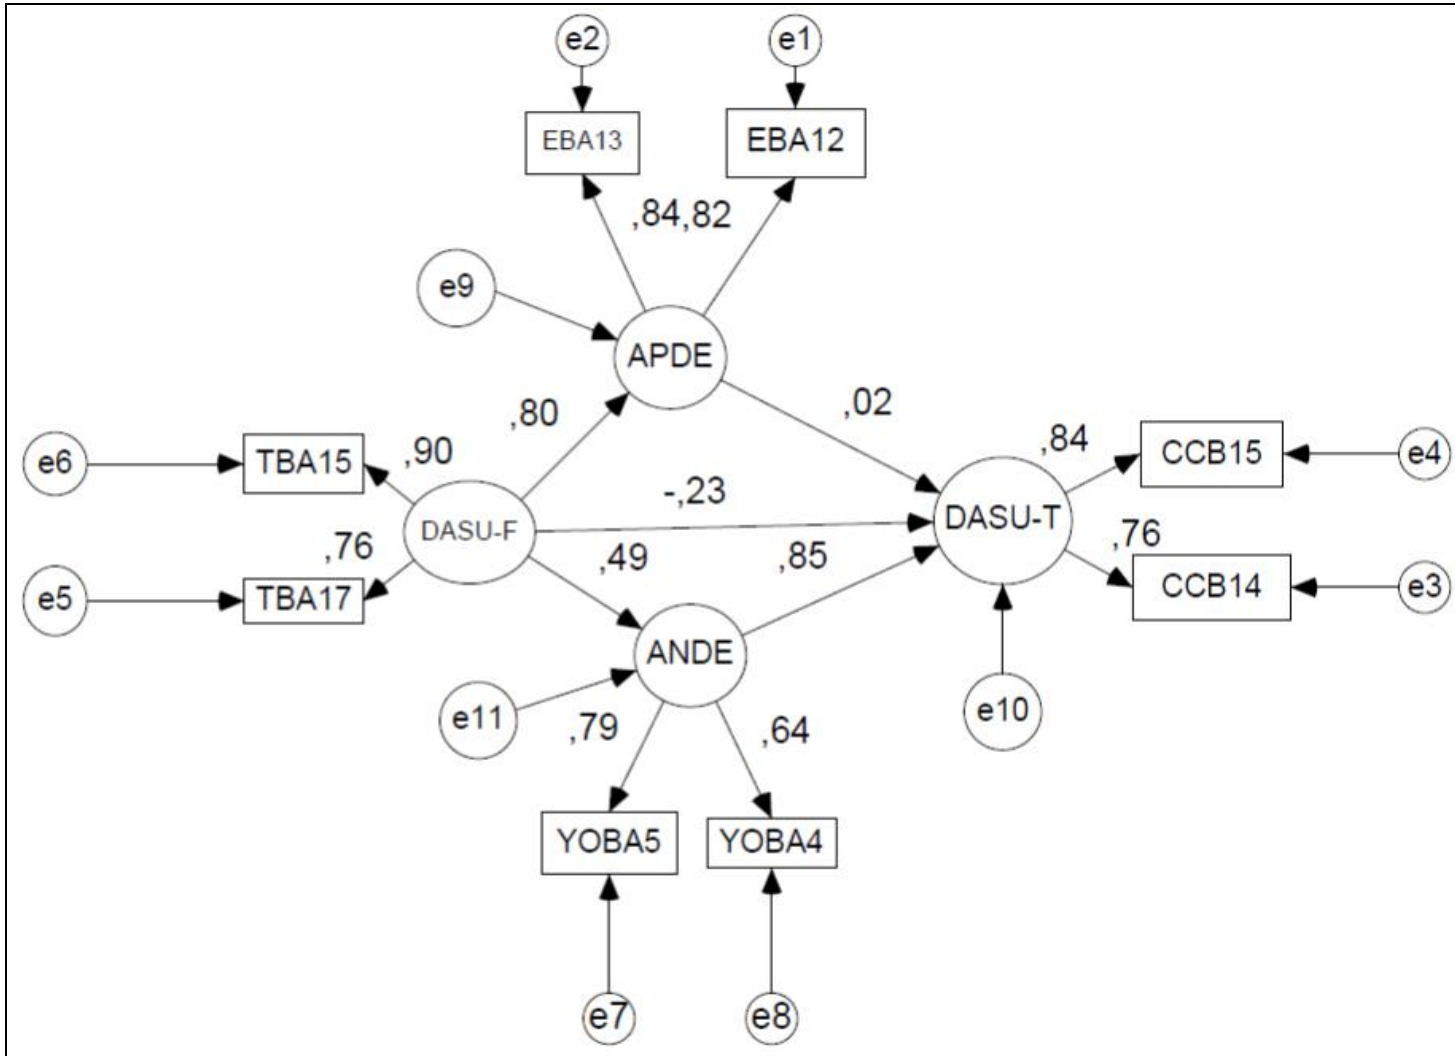 e2
e1
EBA13
EBA12
,84,82
e9
APDE
,80
,02
e6
TBA15
,90
,84
CCB15
e4
-,23
DASU-F
DASU-T
,76
,49
,85
,76
e5
TBA17
CCB14
e3
ANDE
e11
e10
,79
,64
YOBA5
YOBA4
e7
e8